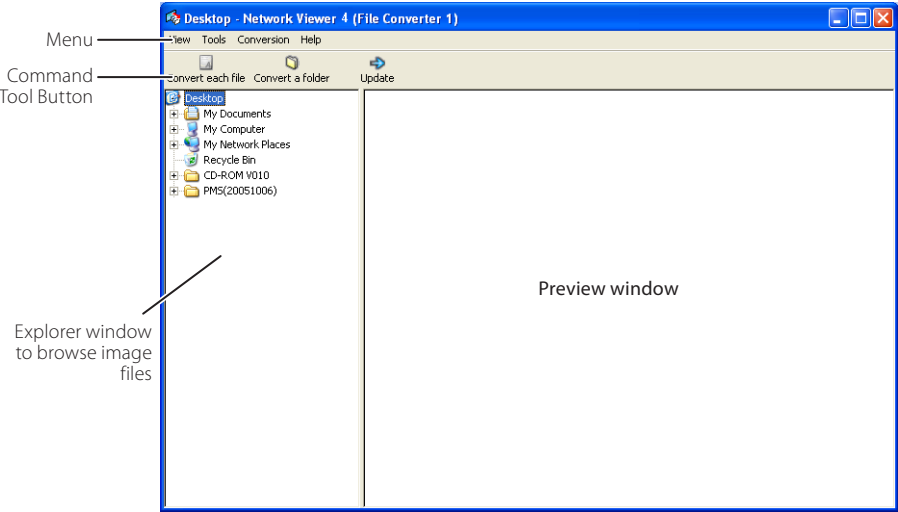 Desktop - Network Viewer 4 (File Converter 1)
Menu
View Tools Conversion Help
Command
Tool Button
Convert each file Convert a folder Update
Desktop
My Documents
My Computer
My Network Places
Recycle Bin
CD-ROM V010
PMS(20051006)
Preview window
Explorer window
to browse image
files